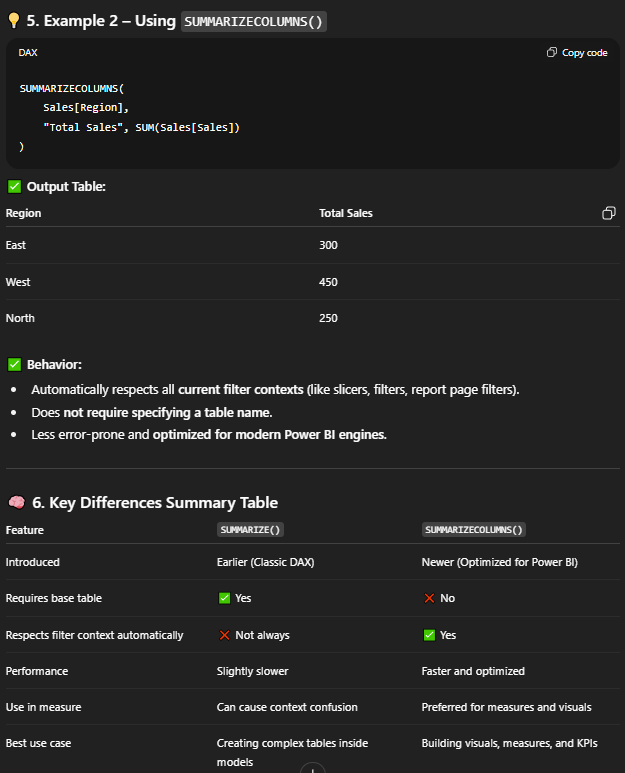 💡 5. Example 2 – Using SUMMARIZECOLUMNS()
DAX Copy code
SUMMARIZECOLUMNS(
    Sales[Region],
    "Total Sales", SUM(Sales[Sales])
)
✅ Output Table:
Region Total Sales
East 300
West 450
North 250
✅ Behavior:
• Automatically respects all current filter contexts (like slicers, filters, report page filters).
• Does not require specifying a table name.
• Less error-prone and optimized for modern Power BI engines.
🧠 6. Key Differences Summary Table
Feature SUMMARIZE() SUMMARIZECOLUMNS()
Introduced Earlier (Classic DAX) Newer (Optimized for Power BI)
Requires base table ✅ Yes ❌ No
Respects filter context automatically ❌ Not always ✅ Yes
Performance Slightly slower Faster and optimized
Use in measure Can cause context confusion Preferred for measures and visuals
Best use case Creating complex tables inside Building visuals, measures, and KPIs
models